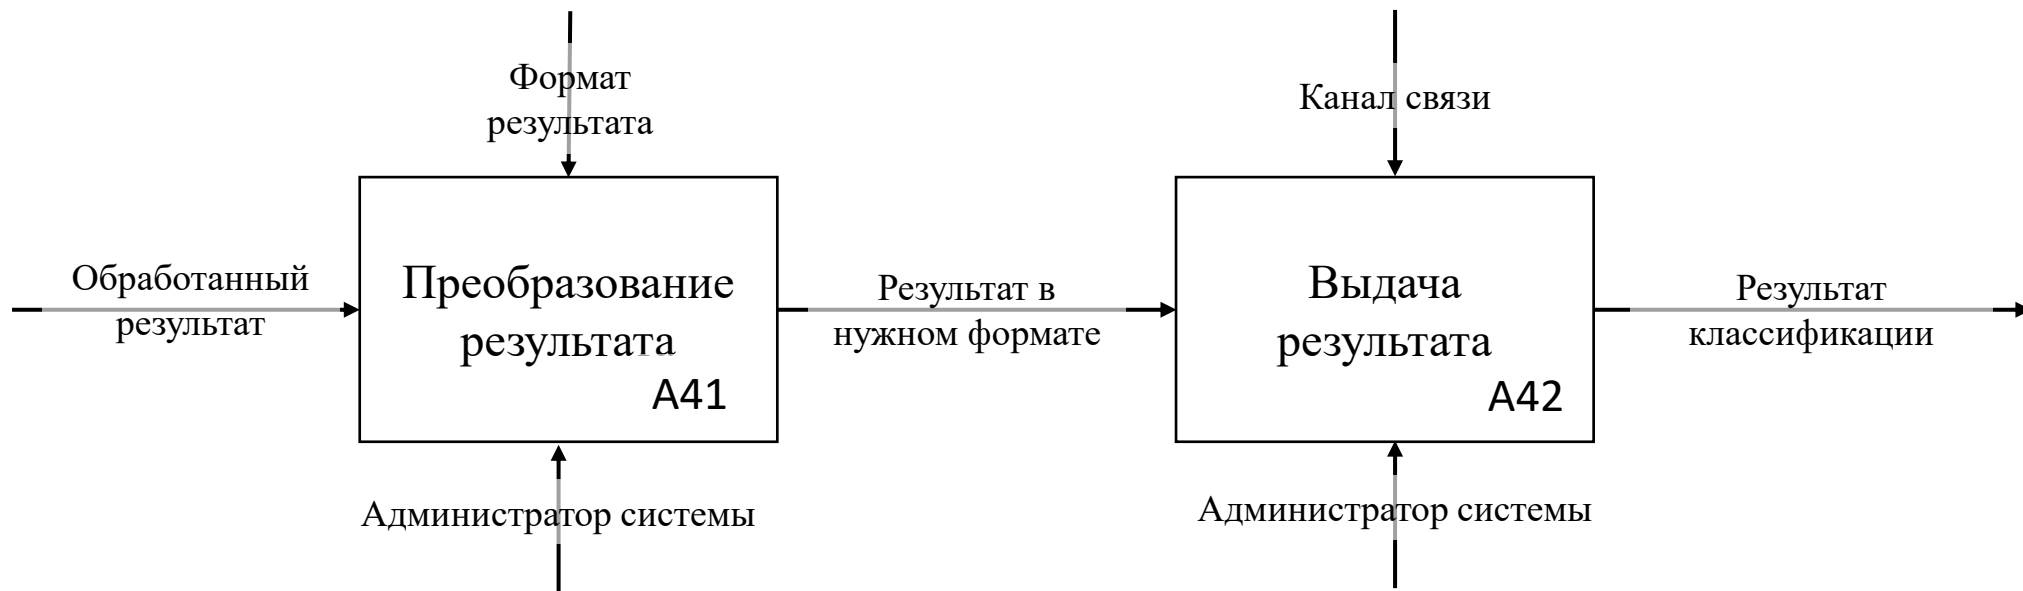 Формат
результата
Канал связи
Обработанный
результат
Преобразование
результата
A41
Результат в
нужном формате
Выдача
результата
A42
Результат
классификации
Администратор системы
Администратор системы